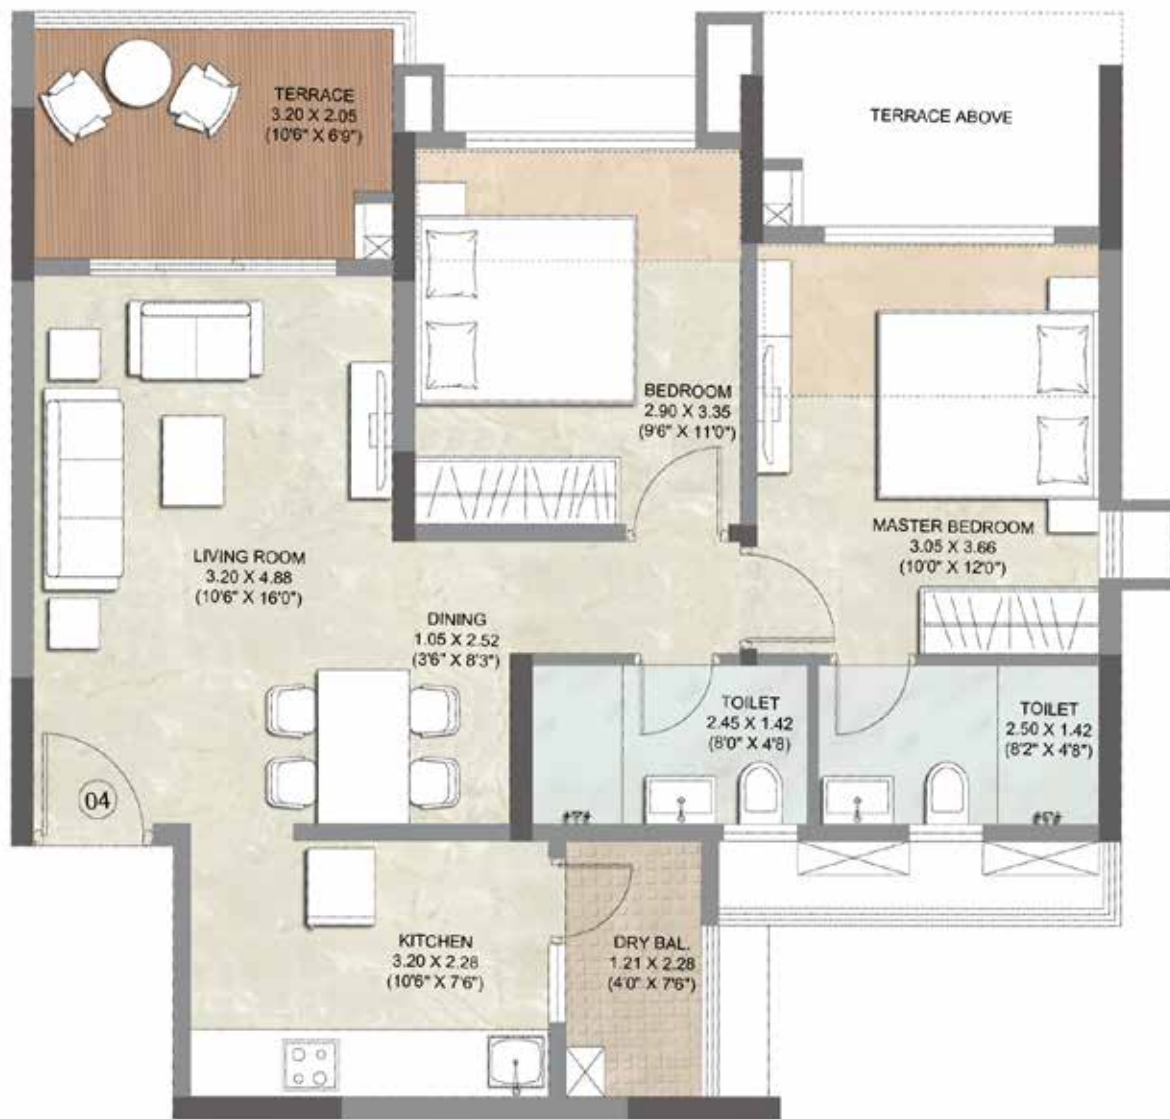 TERRACE
3.20 X 2.05
(10'6" X 6'9")
TERRACE ABOVE
BEDROOM
2.90 X 3.35
(9'6" X 11'0")
MASTER BEDROOM
3.05 X 3.66
(10'0" X 12'0")
LIVING ROOM
3.20 X 4.88
(10'6" X 16'0")
DINING
1.05 X 2.52
(3'6" X 8'3")
TOILET
2.45 X 1.42
(8'0" X 4'8)
TOILET
2.50 X 1.42
(8'2" X 4'8")
04
KITCHEN
3.20 X 2.28
(10'6" X 7'6")
DRY BAL.
1.21 X 2.28
(4'0" X 7'6")